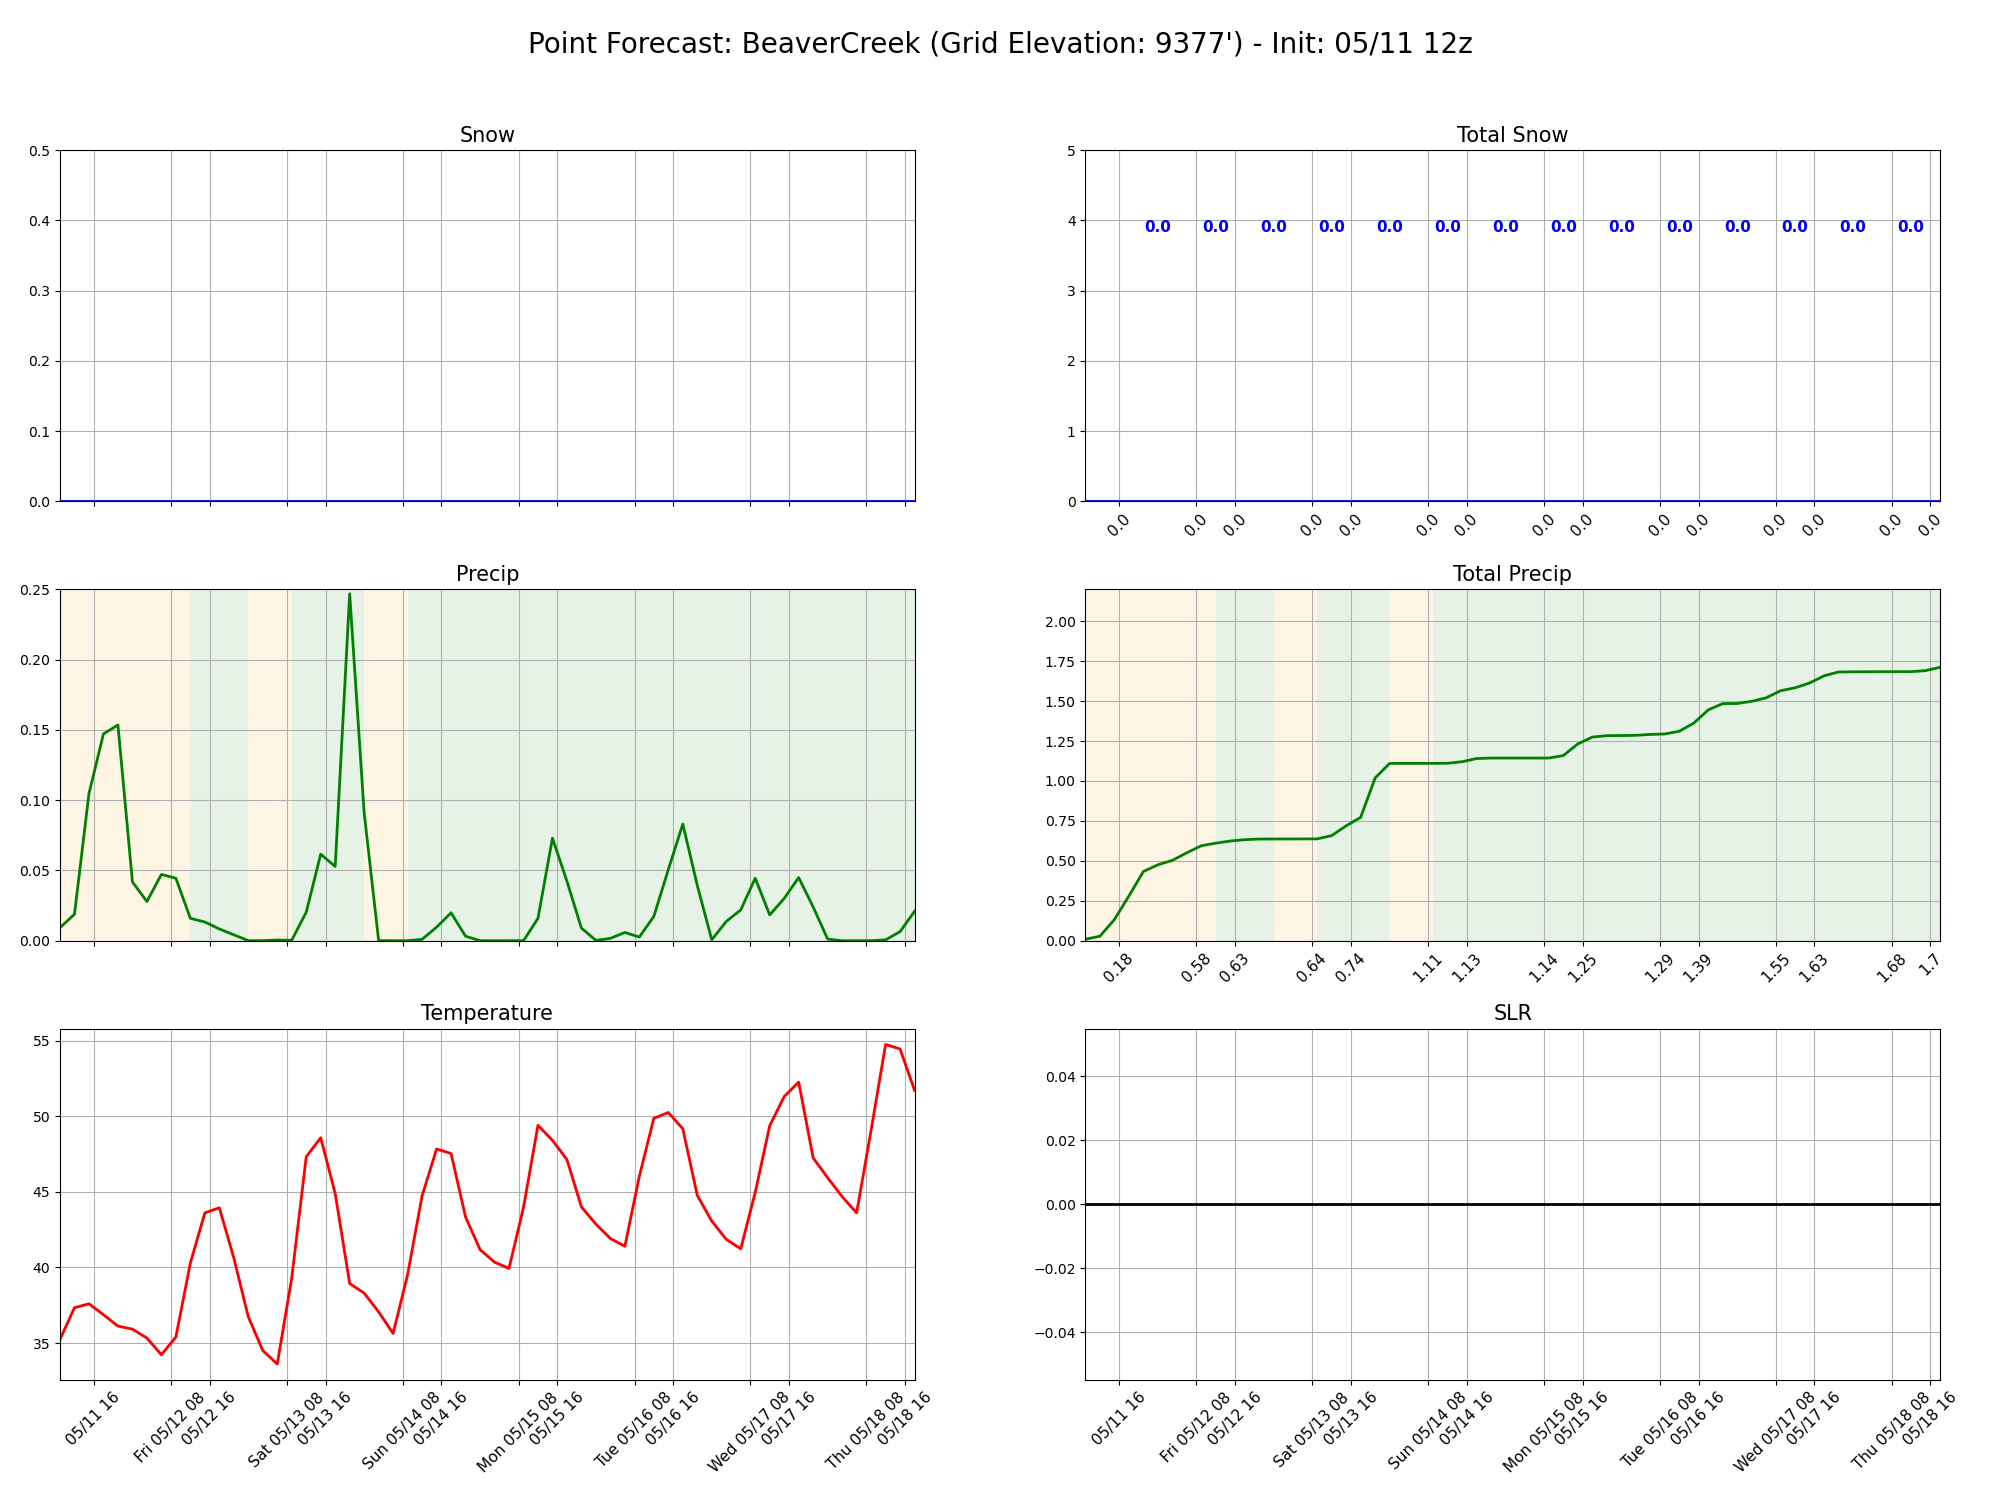 Point Forecast: BeaverCreek (Grid Elevation: 9377') - Init: 05/11 12z
Snow
0.5
0.4
0.3
0.2
0.1
0.0
Total Snow
5
4
3
2
1
0
0.0 0.0 0.0 0.0 0.0 0.0 0.0 0.0 0.0 0.0 0.0 0.0 0.0 0.0
0.0 0.0 0.0 0.0 0.0 0.0 0.0 0.0 0.0 0.0 0.0 0.0 0.0 0.0 0.0
Precip
0.25
0.20
0.15
0.10
0.05
0.00
Total Precip
2.00
1.75
1.50
1.25
1.00
0.75
0.50
0.25
0.00
0.18 0.58 0.63 0.64 0.74 1.11 1.13 1.14 1.25 1.29 1.39 1.55 1.63 1.68 1.7
Temperature
55
50
45
40
35
05/11 16
Fri 05/12 08
05/12 16
Sat 05/13 08
05/13 16
Sun 05/14 08
05/14 16
Mon 05/15 08
05/15 16
Tue 05/16 08
05/16 16
Wed 05/17 08
05/17 16
Thu 05/18 08
05/18 16
SLR
0.04
0.02
0.00
−0.02
−0.04
05/11 16
Fri 05/12 08
05/12 16
Sat 05/13 08
05/13 16
Sun 05/14 08
05/14 16
Mon 05/15 08
05/15 16
Tue 05/16 08
05/16 16
Wed 05/17 08
05/17 16
Thu 05/18 08
05/18 16